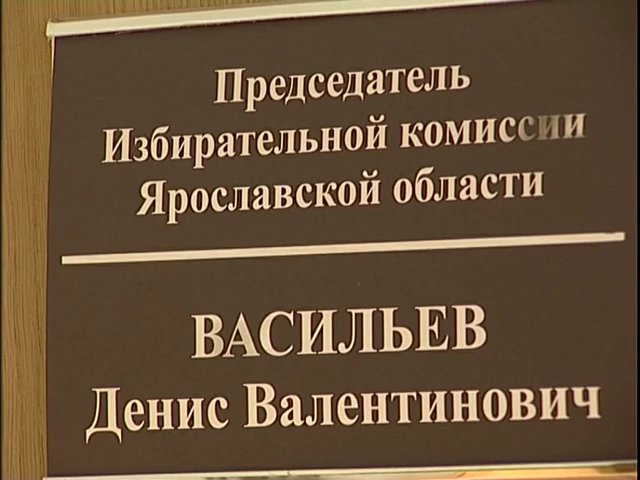 Председатель
Избирательной комиссии
Ярославской области
ВАСИЛЬЕВ
Денис Валентинович